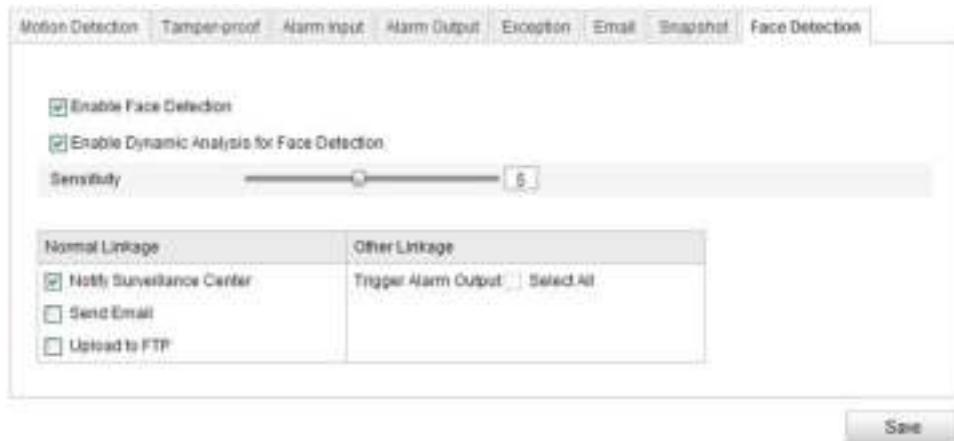 Motion Detection Tamper-proof Alarm Input Alarm Output Exception Email Snapshot Face Detection
Enable Face Detection
Enable Dynamic Analysis for Face Detection
Sensitivity
Normal Linkage Other Linkage
Notify Surveillance Center Trigger Alarm Output Select All
Send Email
Upload to FTP
Save